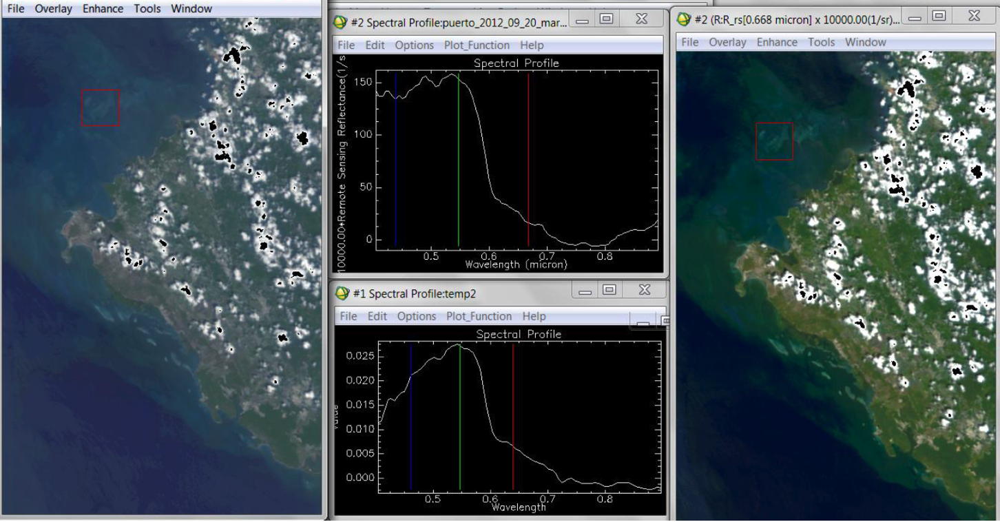 File Overlay Enhance Tools Window
#2 Spectral Profile:puerto_2012_09_20_mar...
File Edit Options Plot_Function Help
Spectral Profile
10000.00*Remote Sensing Reflectance(1/s
150
100
50
0
0.5 0.6 0.7 0.8
Wavelength (micron)
#1 Spectral Profile:temp2
File Edit Options Plot_Function Help
Spectral Profile
0.025
0.020
0.015
0.010
0.005
0.000
0.5 0.6 0.7 0.8
Wavelength
#2 (R:R_rs[0.668 micron] x 10000.00(1/sr)...
File Overlay Enhance Tools Window